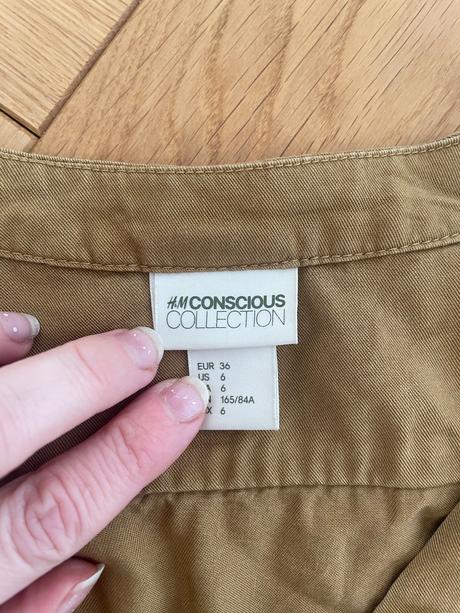 H&M CONSCIOUS
COLLECTION
EUR 36
US 6
A 6
N 165/84A
X 6